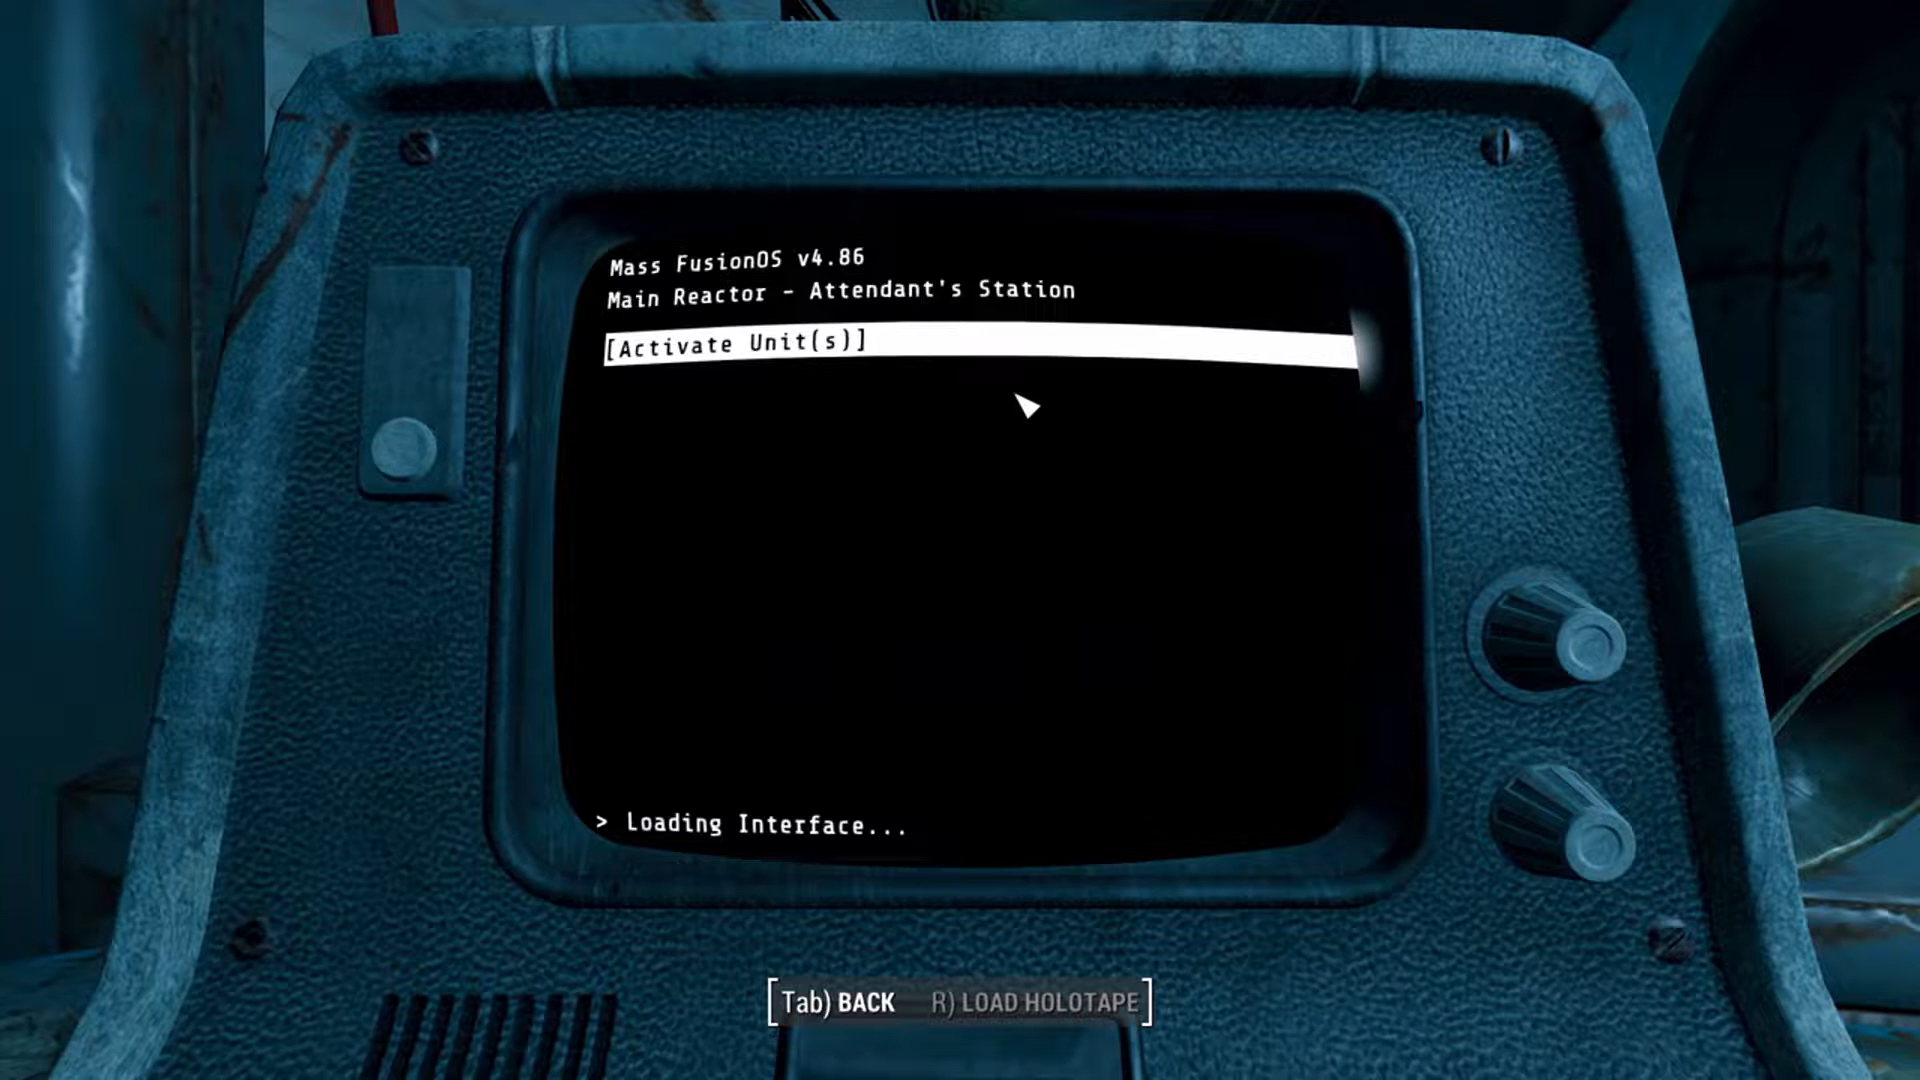 Mass FusionOS v4.86
Main Reactor - Attendant's Station
[Activate Unit(s)]
> Loading Interface...
[Tab) BACK R) LOAD HOLOTAPE]